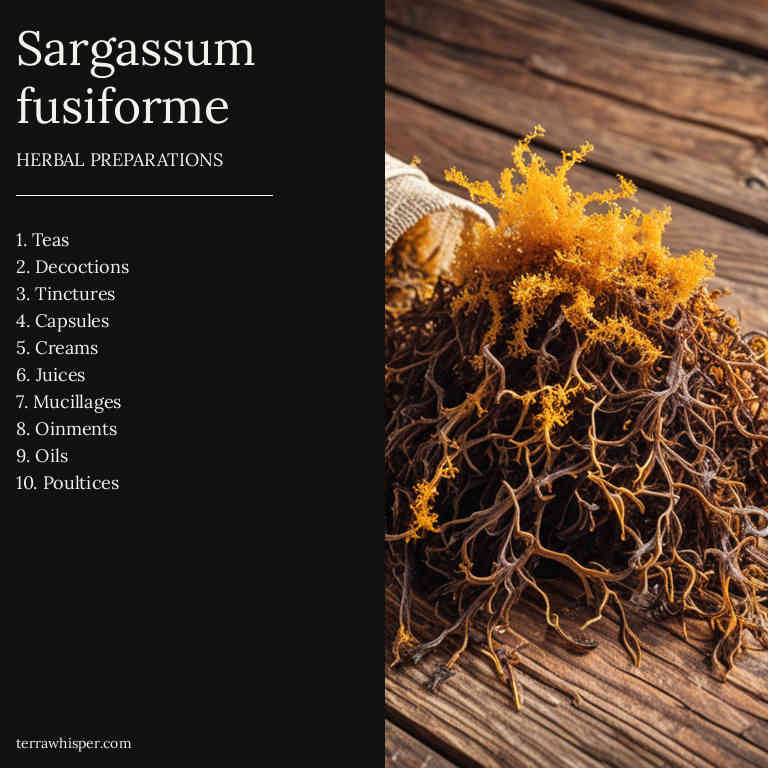 Sargassum
fusiforme
HERBAL PREPARATIONS
1. Teas
2. Decoctions
3. Tinctures
4. Capsules
5. Creams
6. Juices
7. Mucillages
8. Oinments
9. Oils
10. Poultices
terrawhisper.com